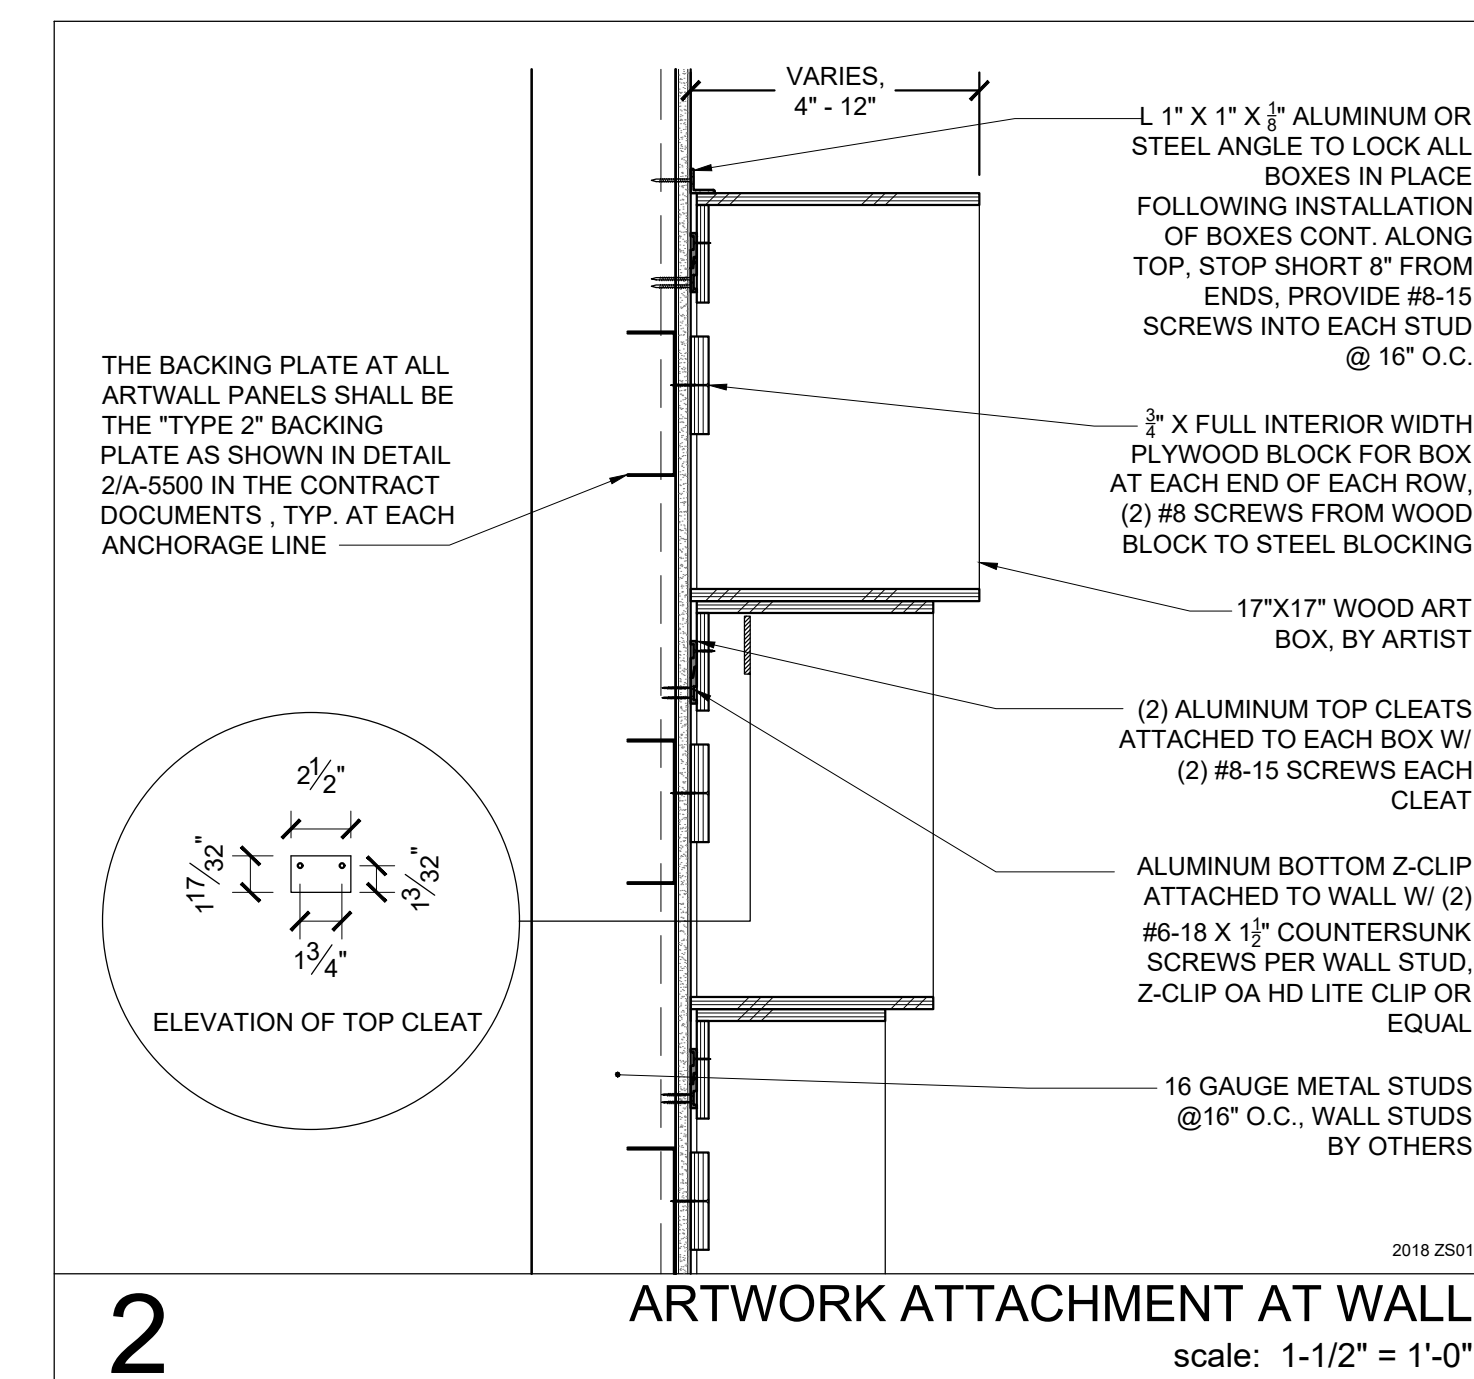 VARIES,
4" - 12"
L 1" X 1" X 1/8" ALUMINUM OR
STEEL ANGLE TO LOCK ALL
BOXES IN PLACE
FOLLOWING INSTALLATION
OF BOXES CONT. ALONG
TOP, STOP SHORT 8" FROM
ENDS, PROVIDE #8-15
SCREWS INTO EACH STUD
@ 16" O.C.
THE BACKING PLATE AT ALL
ARTWALL PANELS SHALL BE
THE "TYPE 2" BACKING
PLATE AS SHOWN IN DETAIL
2/A-5500 IN THE CONTRACT
DOCUMENTS , TYP. AT EACH
ANCHORAGE LINE
3/4" X FULL INTERIOR WIDTH
PLYWOOD BLOCK FOR BOX
AT EACH END OF EACH ROW,
(2) #8 SCREWS FROM WOOD
BLOCK TO STEEL BLOCKING
17"X17" WOOD ART
BOX, BY ARTIST
(2) ALUMINUM TOP CLEATS
ATTACHED TO EACH BOX W/
(2) #8-15 SCREWS EACH
CLEAT
2 1/2"
1 17/32"
1 3/32"
1 3/4"
ELEVATION OF TOP CLEAT
ALUMINUM BOTTOM Z-CLIP
ATTACHED TO WALL W/ (2)
#6-18 X 1 1/2" COUNTERSUNK
SCREWS PER WALL STUD,
Z-CLIP OA HD LITE CLIP OR
EQUAL
16 GAUGE METAL STUDS
@16" O.C., WALL STUDS
BY OTHERS
2018 ZS01
2
ARTWORK ATTACHMENT AT WALL
scale: 1-1/2" = 1'-0"